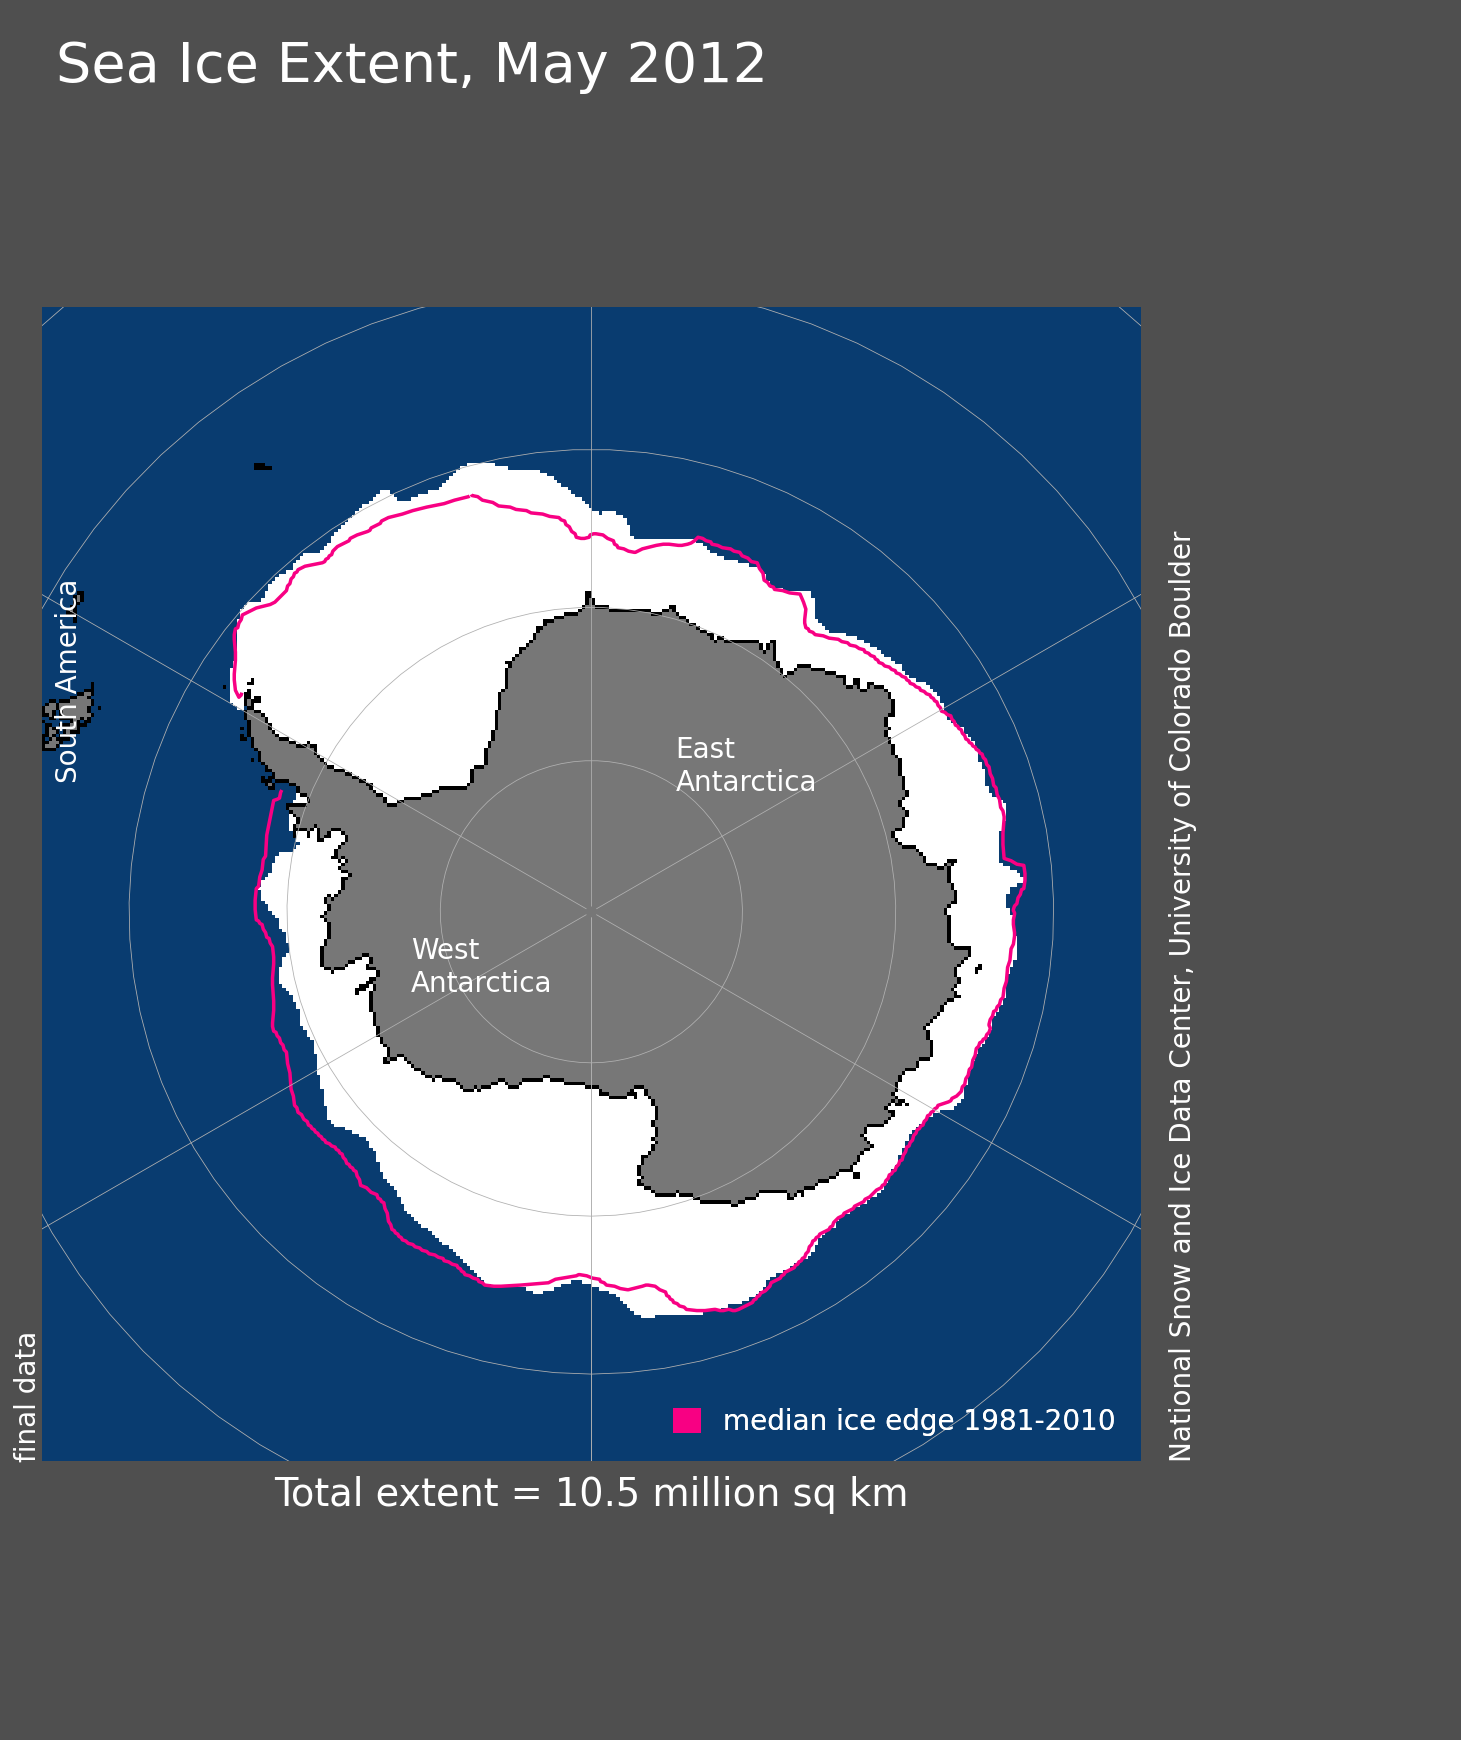 Sea Ice Extent, May 2012
South America
East
Antarctica
West
Antarctica
median ice edge 1981-2010
final data
National Snow and Ice Data Center, University of Colorado Boulder
Total extent = 10.5 million sq km